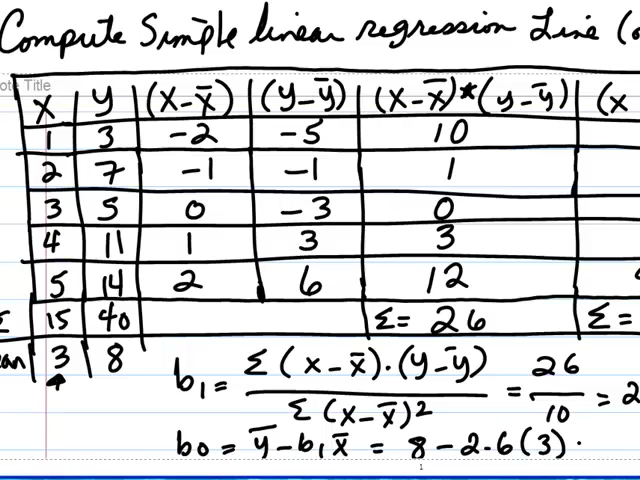 Compute Simple linear regression Line (o
ote Title
x y (x-x̄) (y-ȳ) (x-x̄)*(y-ȳ) (x
1 3 -2 -5 10
2 7 -1 -1 1
3 5 0 -3 0
4 11 1 3 3
5 14 2 6 12
Σ 15 40 Σ= 26 Σ=
ean 3 8
b₁ = Σ(x-x̄)·(y-ȳ) / Σ(x-x̄)² = 26/10 = 2
b₀ = ȳ-b₁x̄ = 8-2.6(3).
1